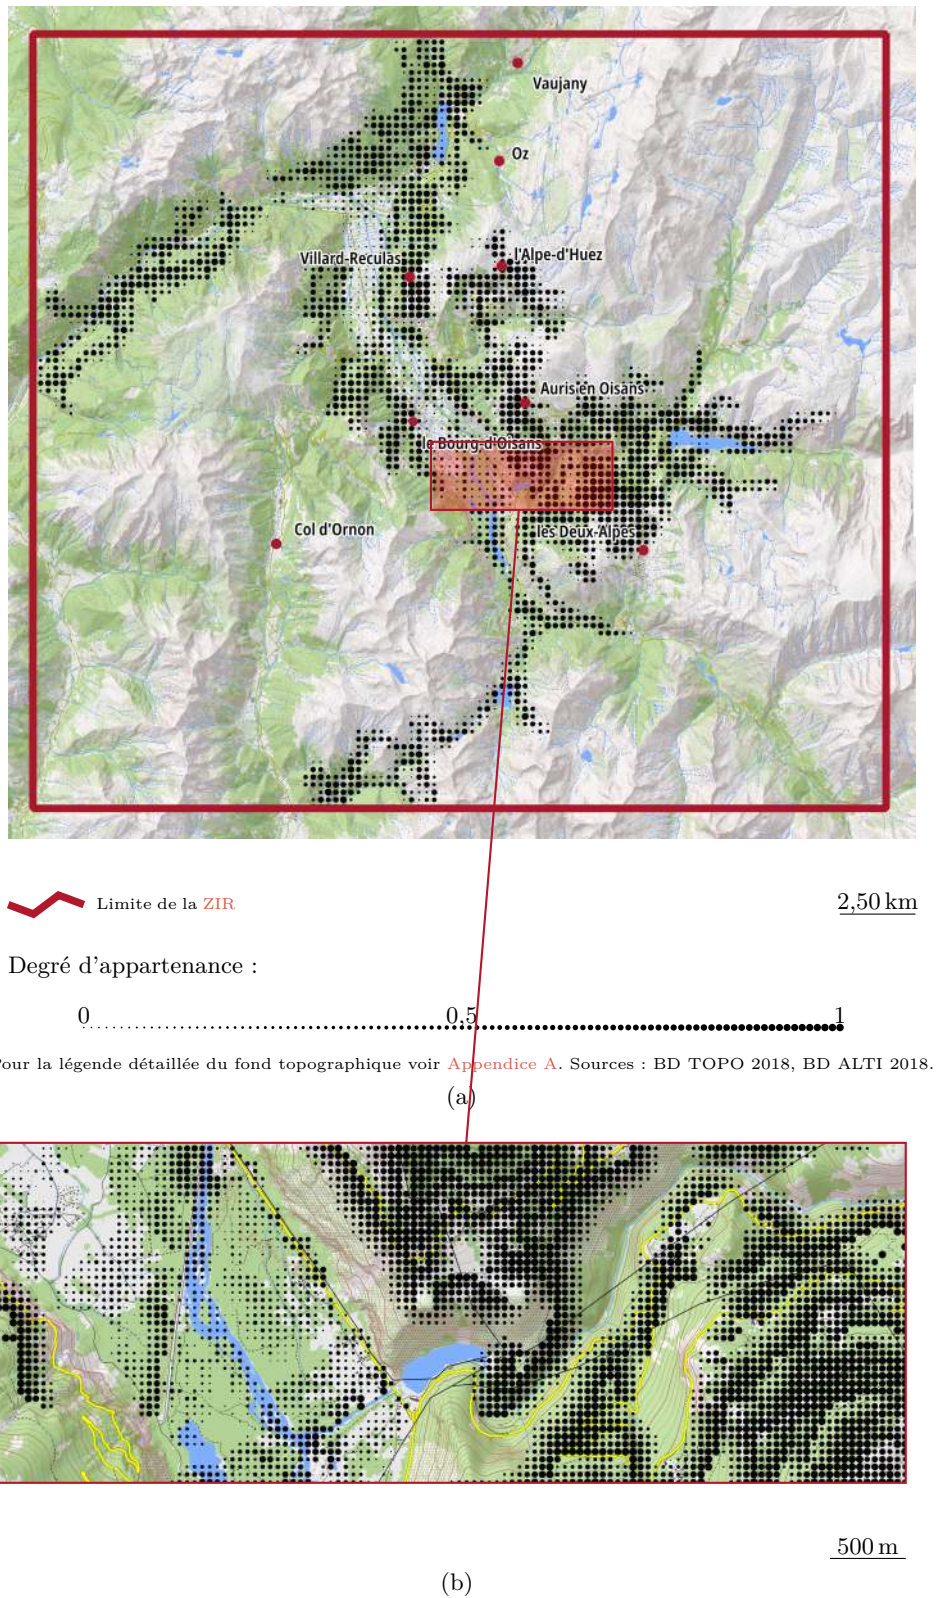 Vaujany
Oz
l'Alpe-d'Huez
Villard-Reculas
Auris en Oisans
le Bourg-d'Oisans
Col d'Ornon
les Deux-Alpes
Limite de la ZIR
2,50 km
Degré d'appartenance :
0 0,5 1
our la légende détaillée du fond topographique voir Appendice A. Sources : BD TOPO 2018, BD ALTI 2018.
(a)
500 m
(b)